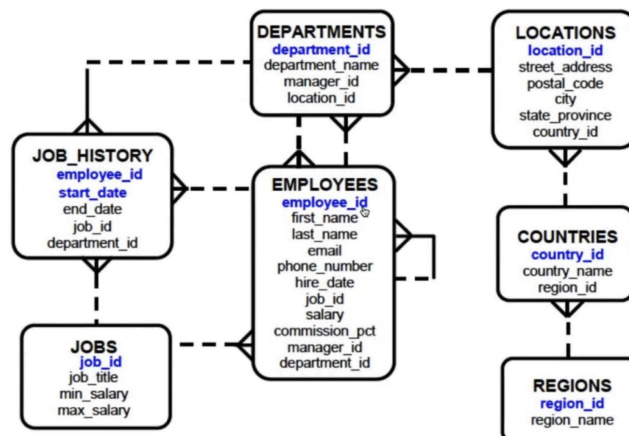 DEPARTMENTS
department_id
department_name
manager_id
location_id
LOCATIONS
location_id
street_address
postal_code
city
state_province
country_id
JOB_HISTORY
employee_id
start_date
end_date
job_id
department_id
EMPLOYEES
employee_id
first_name
last_name
email
phone_number
hire_date
job_id
salary
commission_pct
manager_id
department_id
COUNTRIES
country_id
country_name
region_id
JOBS
job_id
job_title
min_salary
max_salary
REGIONS
region_id
region_name